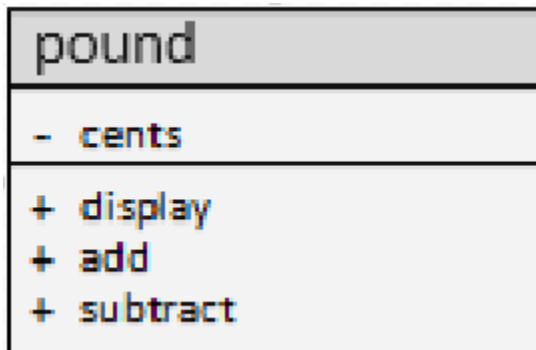 pound
- cents
+ display
+ add
+ subtract